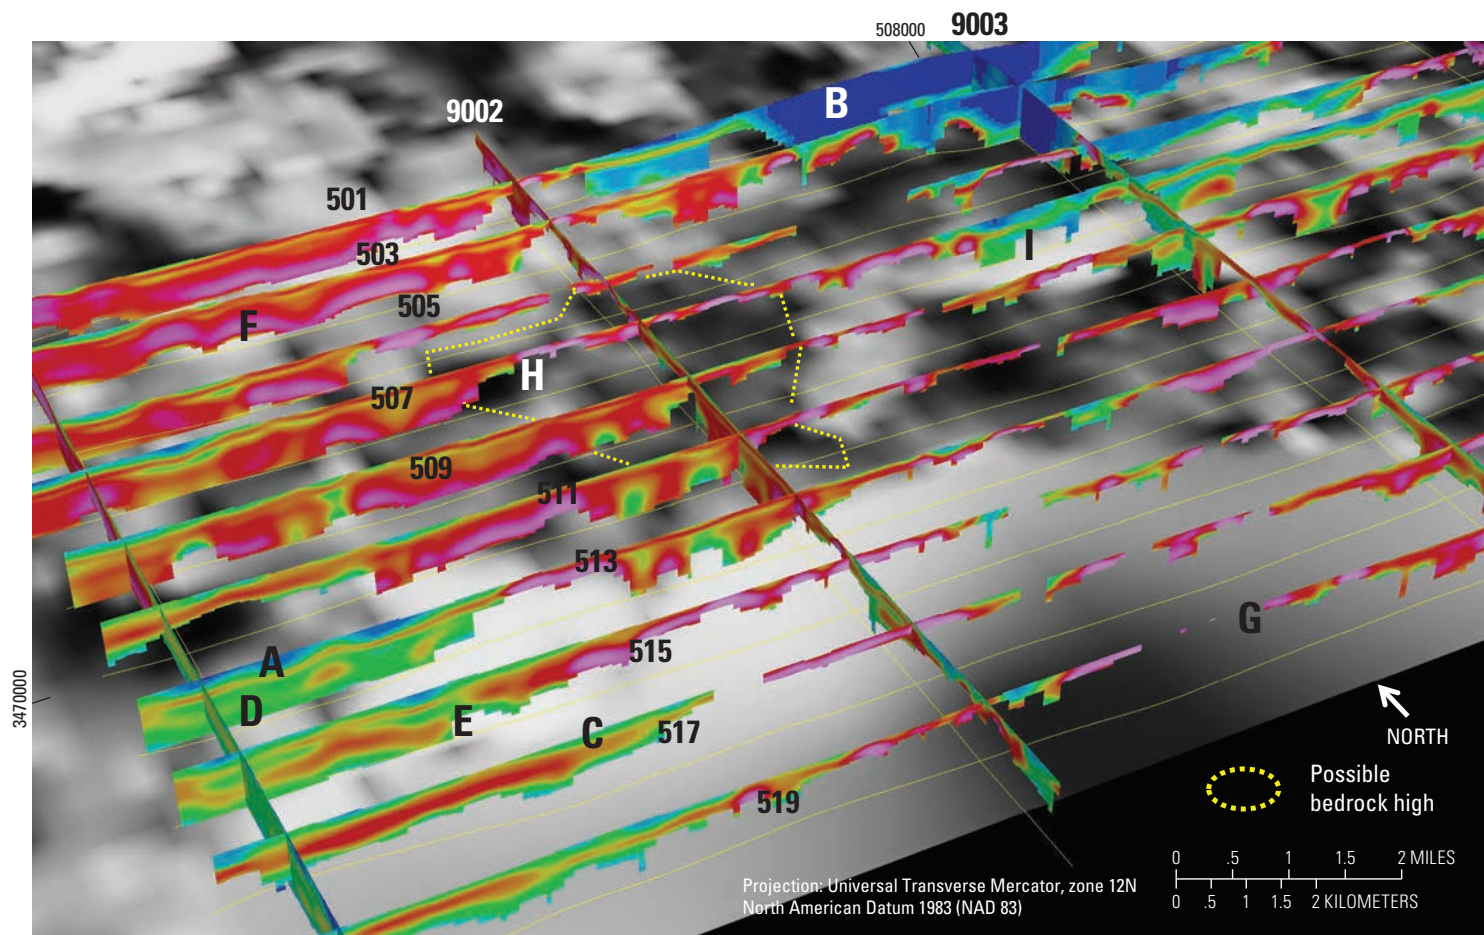 508000 9003
B
9002
501
503
I
505
F
H
507
509
511
513
G
A
515
D
E
C
517
3470000
NORTH
Possible
bedrock high
519
0 .5 1 1.5 2 MILES
0 .5 1 1.5 2 KILOMETERS
Projection: Universal Transverse Mercator, zone 12N
North American Datum 1983 (NAD 83)